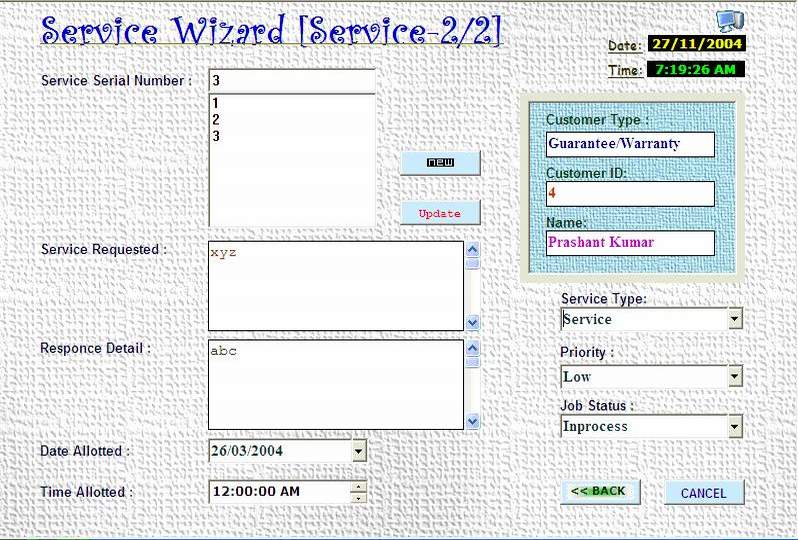 Service Wizard [Service-2/2]
Date: 27/11/2004
Time: 7:19:26 AM
Service Serial Number : 3
1
2
3
new
Update
Customer Type :
Guarantee/Warranty
Customer ID:
4
Name:
Prashant Kumar
Service Requested :
xyz
Responce Detail :
abc
Service Type:
Service
Priority :
Low
Job Status :
Inprocess
Date Allotted : 26/03/2004
Time Allotted : 12:00:00 AM
<< BACK
CANCEL